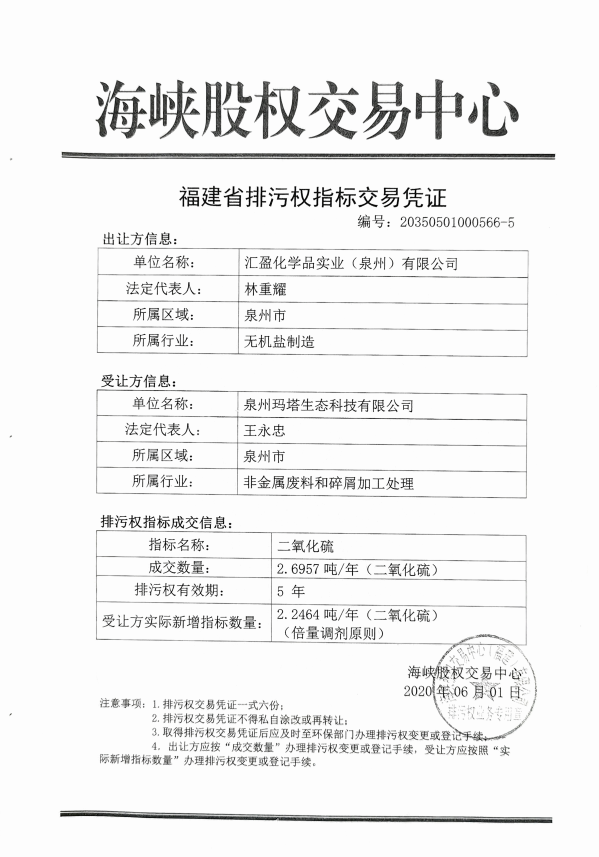 海峡股权交易中心
福建省排污权指标交易凭证
编号：20350501000566-5
出让方信息：
单位名称： 汇盈化学品实业（泉州）有限公司
法定代表人： 林重耀
所属区域： 泉州市
所属行业： 无机盐制造
受让方信息：
单位名称： 泉州玛塔生态科技有限公司
法定代表人： 王永忠
所属区域： 泉州市
所属行业： 非金属废料和碎屑加工处理
排污权指标成交信息：
指标名称： 二氧化硫
成交数量： 2.6957 吨/年（二氧化硫）
排污权有效期： 5 年
受让方实际新增指标数量： 2.2464 吨/年（二氧化硫）
（倍量调剂原则）
海峡股权交易中心
2020 年 06 月 01 日
排污权业务专用章
注意事项：1. 排污权交易凭证一式六份；
2. 排污权交易凭证不得私自涂改或再转让；
3. 取得排污权交易凭证后应及时至环保部门办理排污权变更或登记手续；
4. 出让方应按“成交数量”办理排污权变更或登记手续，受让方应按照“实
际新增指标数量”办理排污权变更或登记手续。